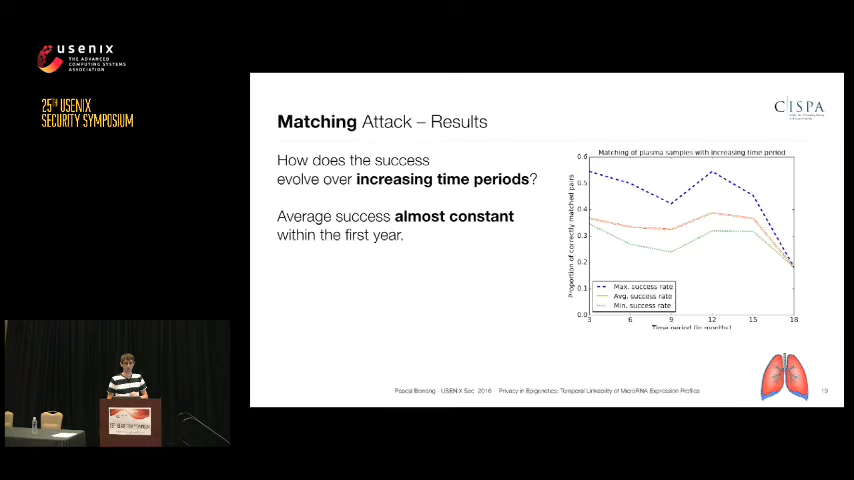 usenix
THE ADVANCED
COMPUTING SYSTEMS
ASSOCIATION
25TH USENIX
SECURITY SYMPOSIUM
CISPA
Matching Attack – Results
How does the success
evolve over increasing time periods?
Average success almost constant
within the first year.
Matching of plasma samples with increasing time period
Proportion of correctly matched pairs
0.6
0.5
0.4
0.3
0.2
0.1
0.0
Max. success rate
Avg. success rate
Min. success rate
3 6 9 12 15 18
Time period (in months)
Pascal Berrang - USENIX Sec. 2016 - Privacy in Epigenetics: Temporal Linkability of MicroRNA Expression Profiles
19